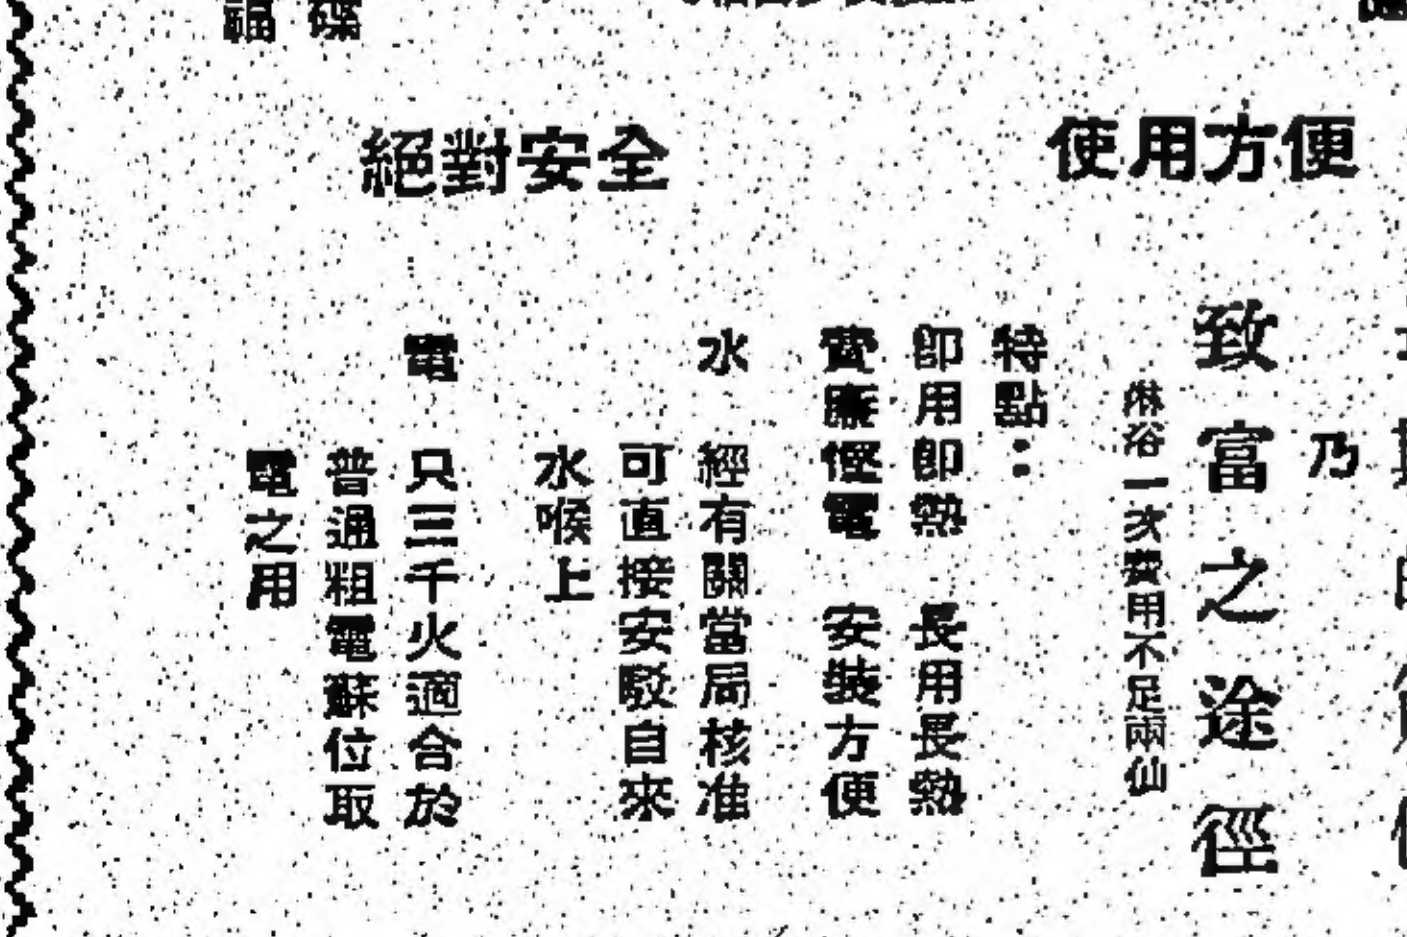 使用方便
絕對安全
乃
致富之途徑
淋浴一次費用不足兩仙
特點：
即用即熱 長用長熱
費廉慳電 安裝方便
水 經有關當局核准
可直接安駁自來
水喉上
電 只三千火適合於
普通粗電蘇位取
電之用